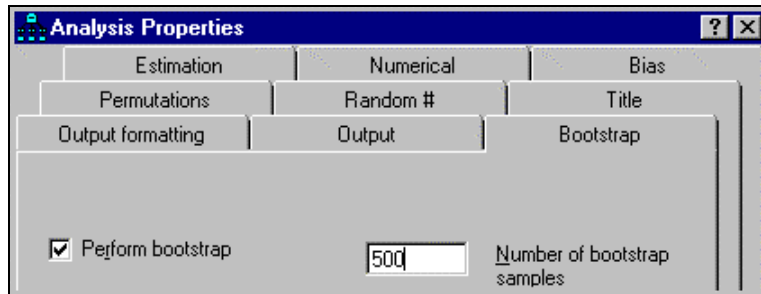 Analysis Properties
Estimation Numerical Bias
Permutations Random # Title
Output formatting Output Bootstrap
Perform bootstrap 500 Number of bootstrap
samples